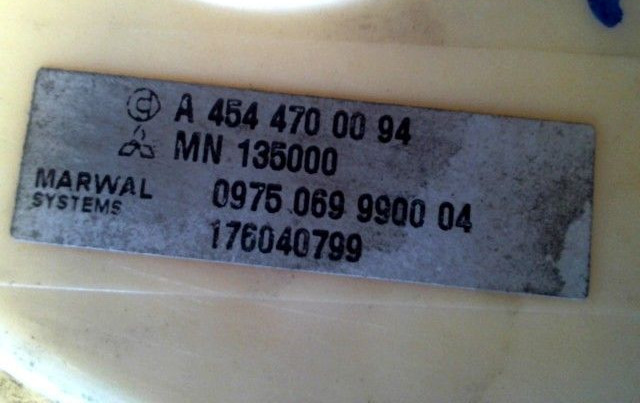 A 454 470 00 94
MN 135000
MARWAL
SYSTEMS
0975 069 9900 04
176040799